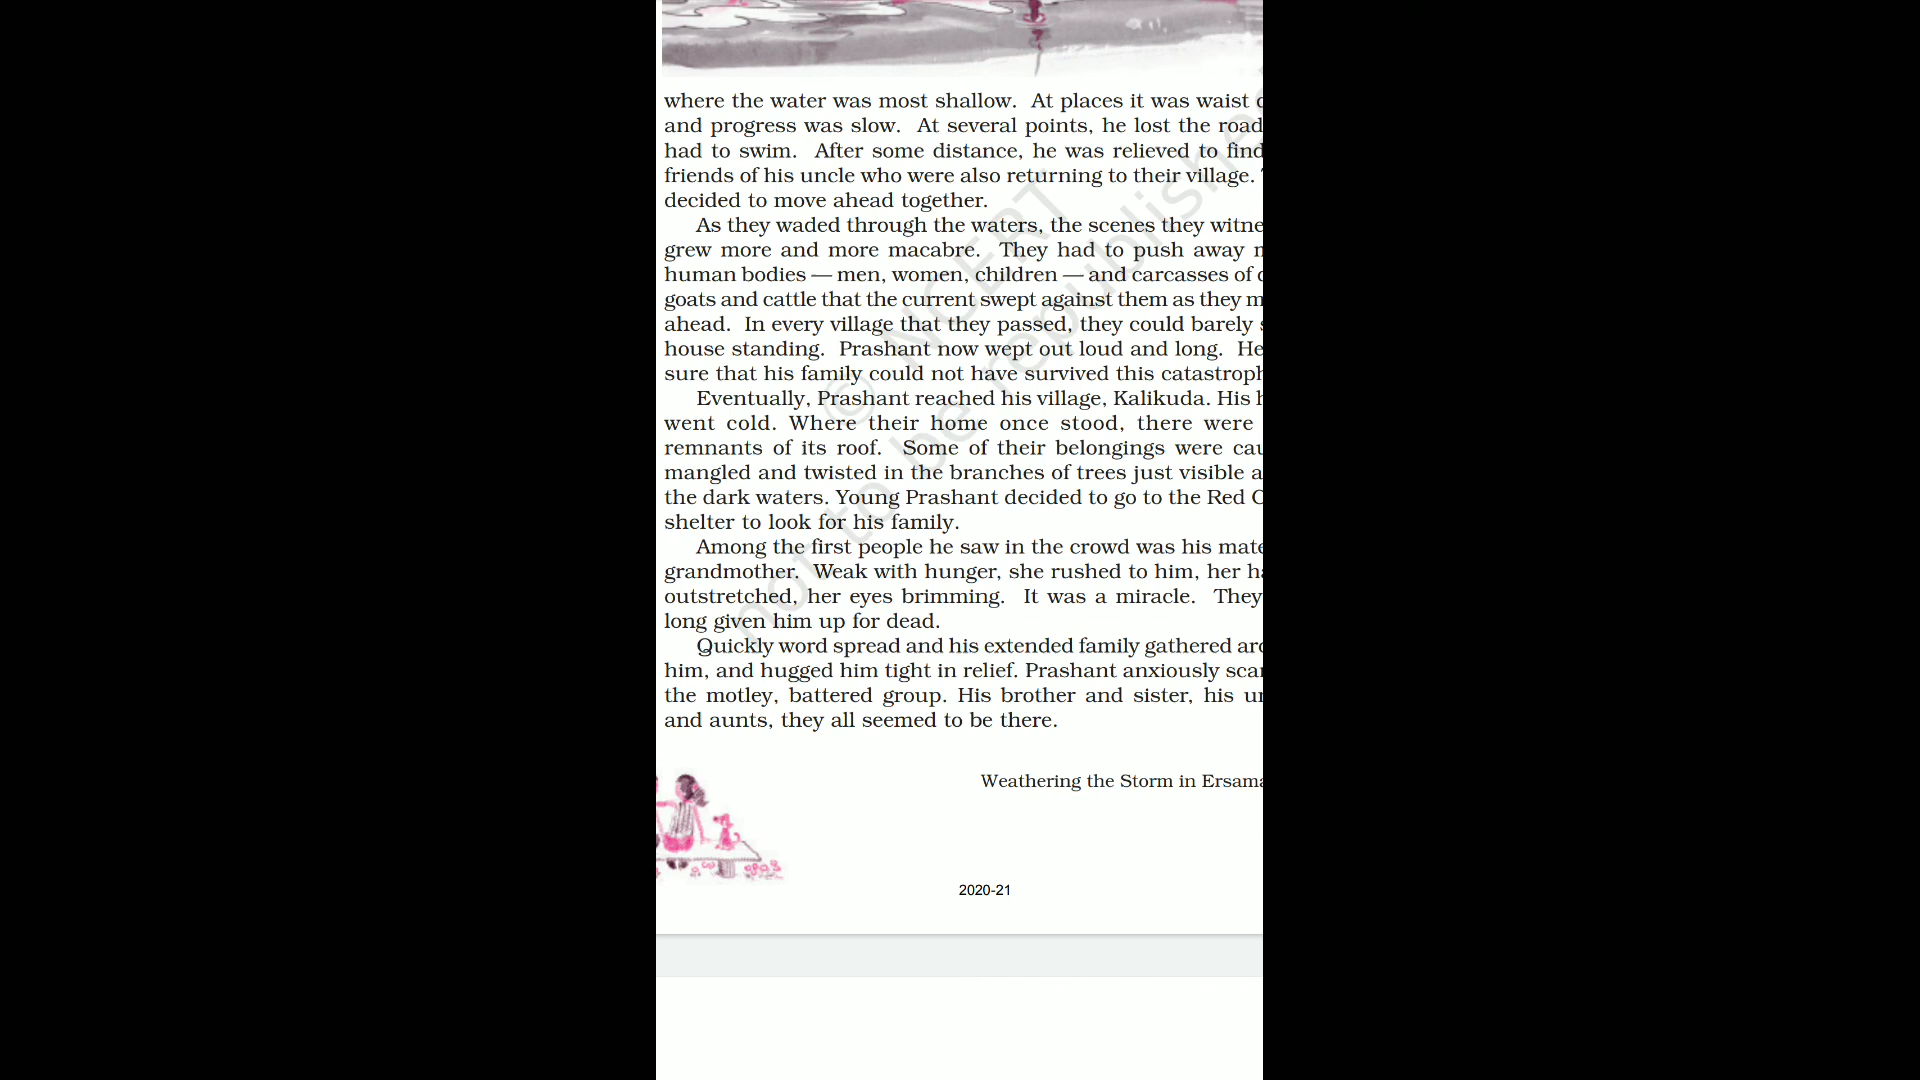 where the water was most shallow. At places it was waist
and progress was slow. At several points, he lost the road
had to swim. After some distance, he was relieved to find
friends of his uncle who were also returning to their village.
decided to move ahead together.
As they waded through the waters, the scenes they witne
grew more and more macabre. They had to push away
human bodies — men, women, children — and carcasses of
goats and cattle that the current swept against them as they m
ahead. In every village that they passed, they could barely
house standing. Prashant now wept out loud and long. He
sure that his family could not have survived this catastroph
Eventually, Prashant reached his village, Kalikuda. His h
went cold. Where their home once stood, there were
remnants of its roof. Some of their belongings were cau
mangled and twisted in the branches of trees just visible a
the dark waters. Young Prashant decided to go to the Red C
shelter to look for his family.
Among the first people he saw in the crowd was his mate
grandmother. Weak with hunger, she rushed to him, her ha
outstretched, her eyes brimming. It was a miracle. They
long given him up for dead.
Quickly word spread and his extended family gathered aro
him, and hugged him tight in relief. Prashant anxiously scan
the motley, battered group. His brother and sister, his un
and aunts, they all seemed to be there.
Weathering the Storm in Ersama
2020-21
© NCERT
not to be republished